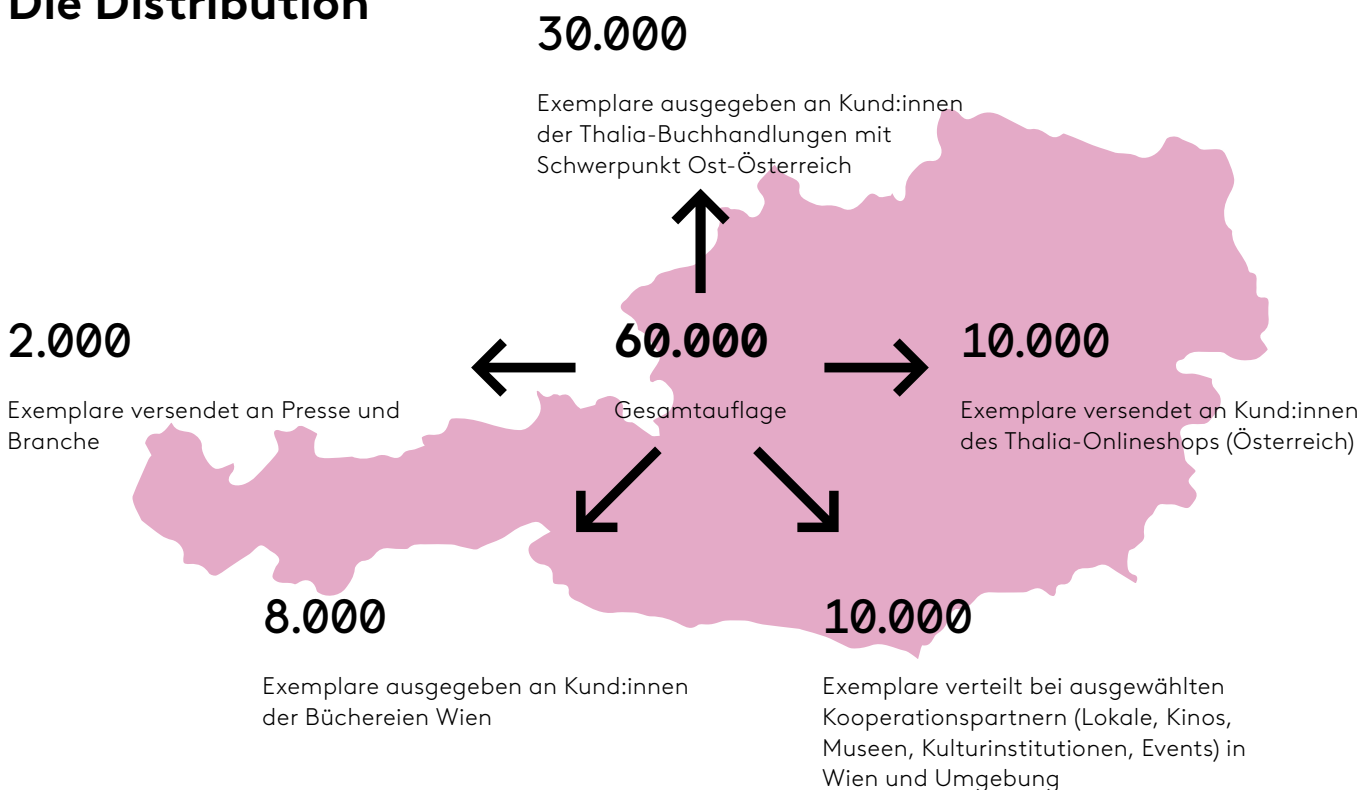 Die Distribution
30.000
Exemplare ausgegeben an Kund:innen
der Thalia-Buchhandlungen mit
Schwerpunkt Ost-Österreich
2.000
Exemplare versendet an Presse und
Branche
60.000
Gesamtauflage
10.000
Exemplare versendet an Kund:innen
des Thalia-Onlineshops (Österreich)
8.000
Exemplare ausgegeben an Kund:innen
der Büchereien Wien
10.000
Exemplare verteilt bei ausgewählten
Kooperationspartnern (Lokale, Kinos,
Museen, Kulturinstitutionen, Events) in
Wien und Umgebung